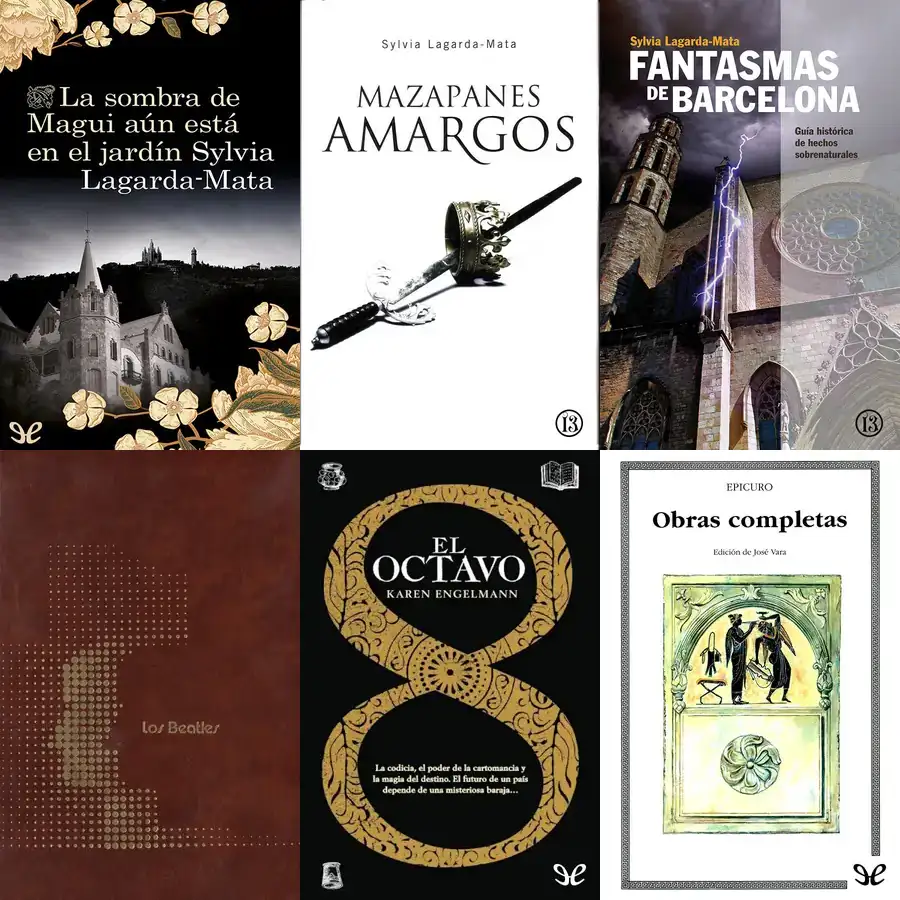 La sombra de
Magui aún está
en el jardín Sylvia
Lagarda-Mata
Sylvia Lagarda-Mata
MAZAPANES
AMARGOS
13
Sylvia Lagarda-Mata
FANTASMAS
DE BARCELONA
Guía histórica
de hechos
sobrenaturales
13
Los Beatles
EL
OCTAVO
KAREN ENGELMANN
La codicia, el poder de la cartomancia y
la magia del destino. El futuro de un país
depende de una misteriosa baraja...
EPICURO
Obras completas
Edición de José Vara